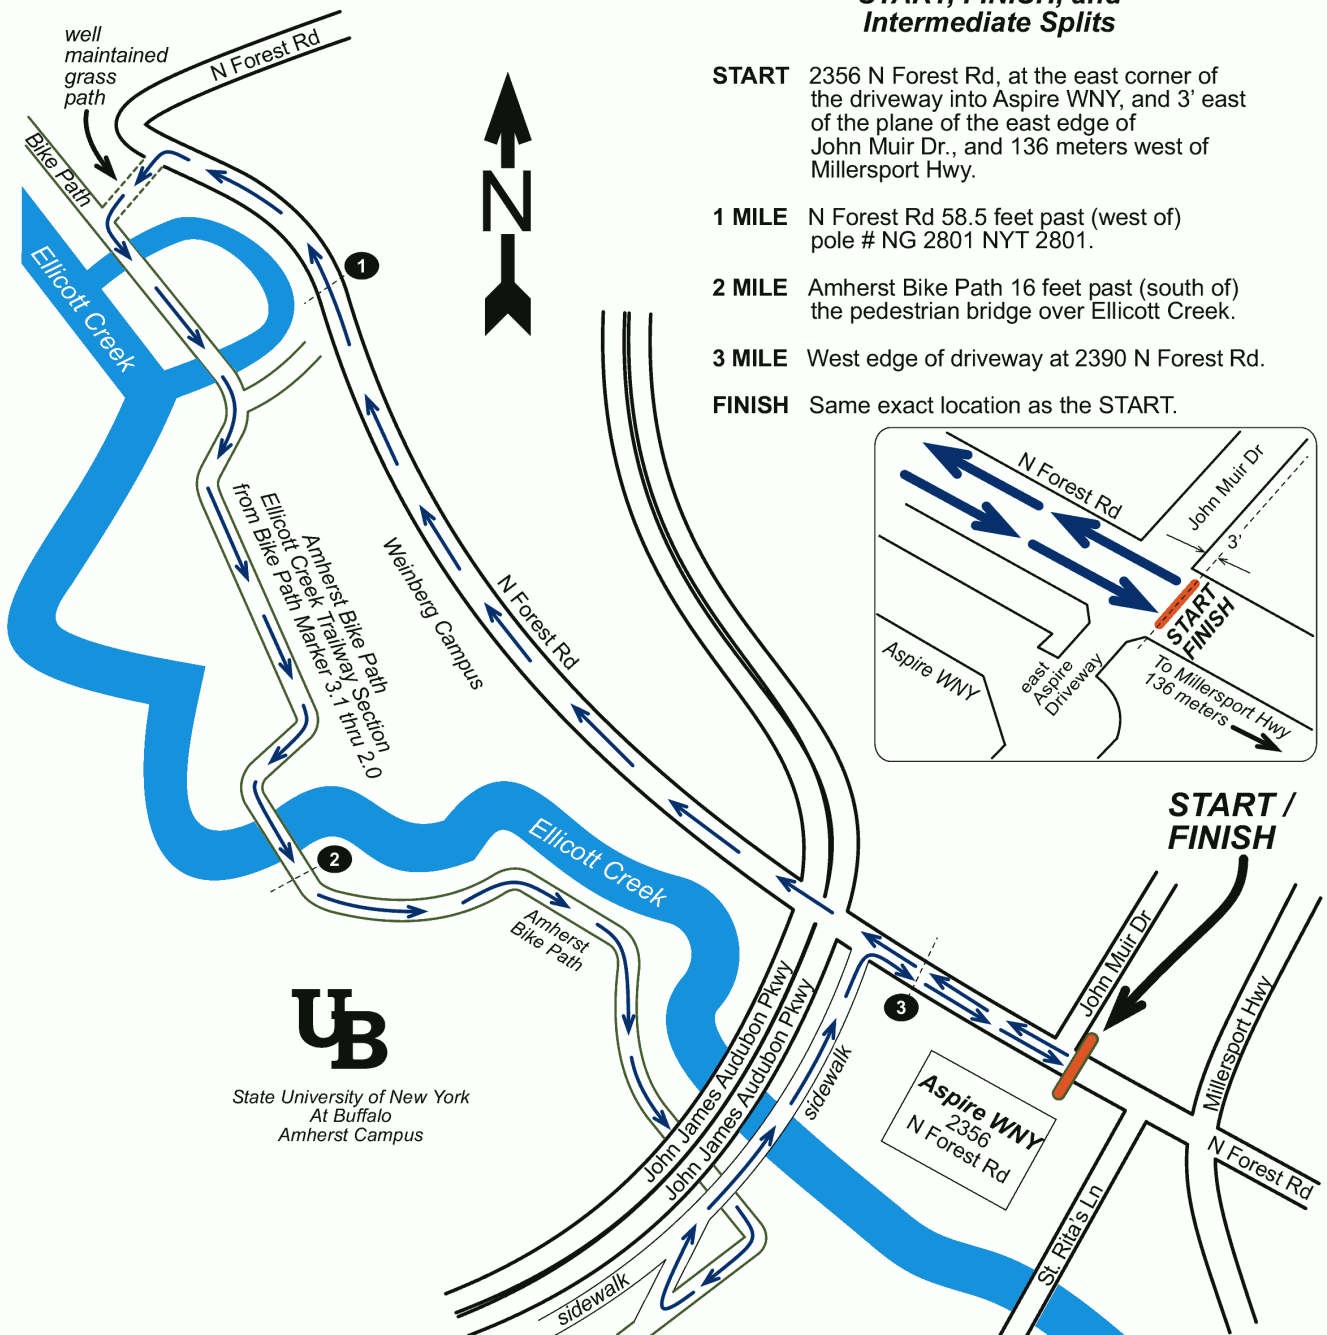 START, FINISH, and
Intermediate Splits
START 2356 N Forest Rd, at the east corner of
the driveway into Aspire WNY, and 3’ east
of the plane of the east edge of
John Muir Dr., and 136 meters west of
Millersport Hwy.
1 MILE N Forest Rd 58.5 feet past (west of)
pole # NG 2801 NYT 2801.
2 MILE Amherst Bike Path 16 feet past (south of)
the pedestrian bridge over Ellicott Creek.
3 MILE West edge of driveway at 2390 N Forest Rd.
FINISH Same exact location as the START.
well
maintained
grass
path
N Forest Rd
Bike Path
Ellicott Creek
N
1
Amherst Bike Path
Ellicott Creek Trailway Section
from Bike Path Marker 3.1 thru 2.0
Weinberg Campus
N Forest Rd
N Forest Rd
John Muir Dr
3’
START
FINISH
Aspire WNY
east
Aspire
Driveway
To Millersport Hwy
136 meters
START /
FINISH
2
Ellicott Creek
Amherst
Bike Path
John James Audubon Pkwy
John James Audubon Pkwy
sidewalk
sidewalk
3
John Muir Dr
Millersport Hwy
N Forest Rd
St. Rita’s Ln
Aspire WNY
2356
N Forest Rd
UB
State University of New York
At Buffalo
Amherst Campus